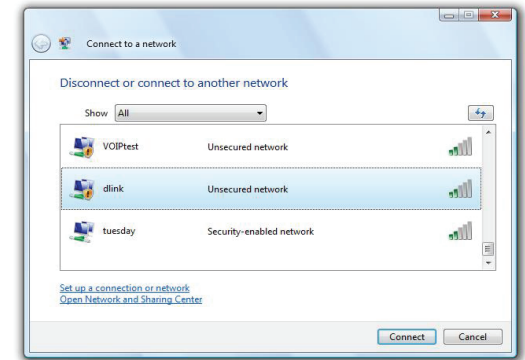 Connect to a network
Disconnect or connect to another network
Show All
VOIPtest Unsecured network
dlink Unsecured network
tuesday Security-enabled network
Set up a connection or network
Open Network and Sharing Center
Connect Cancel